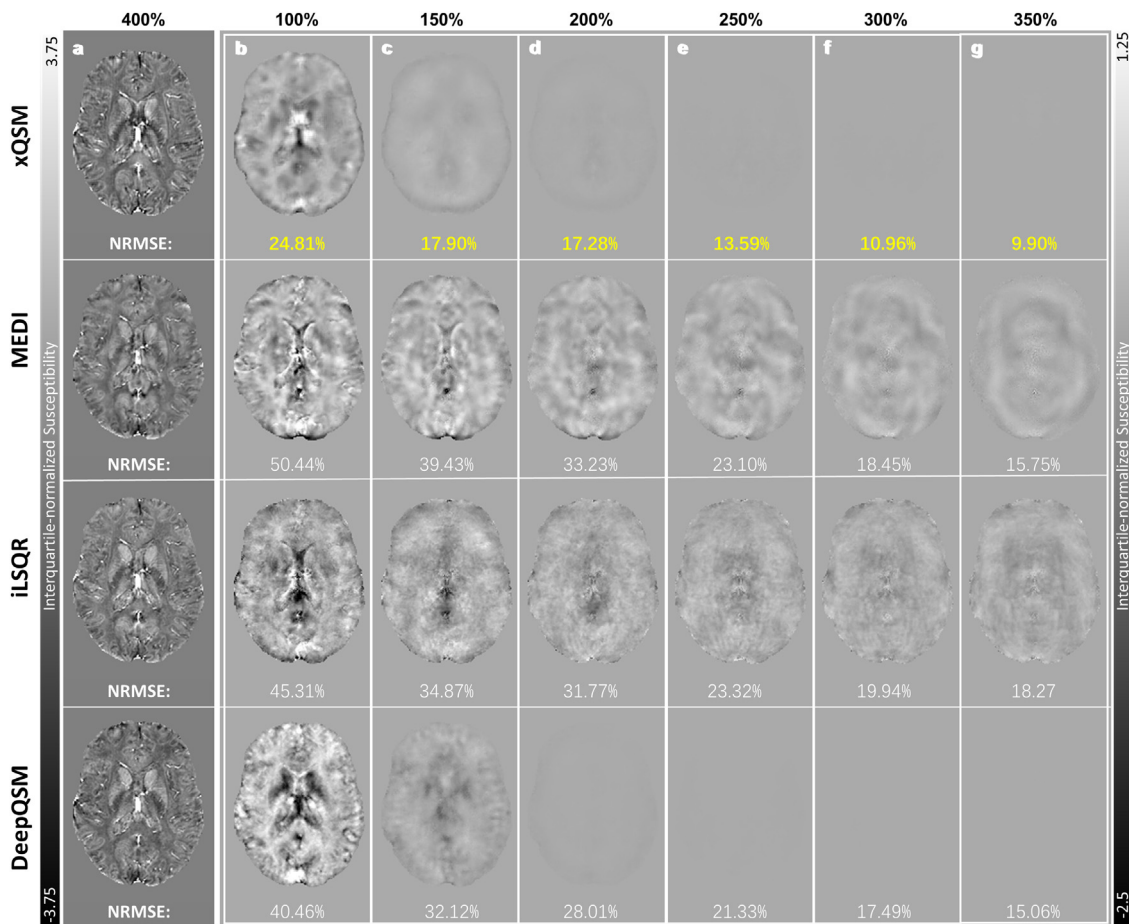 400% 100% 150% 200% 250% 300% 350%
a b c d e f g
3.75 1.25
xQSM
NRMSE: 24.81% 17.90% 17.28% 13.59% 10.96% 9.90%
MEDI
Interquartile-normalized Susceptibility Interquartile-normalized Susceptibility
NRMSE: 50.44% 39.43% 33.23% 23.10% 18.45% 15.75%
iLSQR
NRMSE: 45.31% 34.87% 31.77% 23.32% 19.94% 18.27
DeepQSM
-3.75 -2.5
NRMSE: 40.46% 32.12% 28.01% 21.33% 17.49% 15.06%